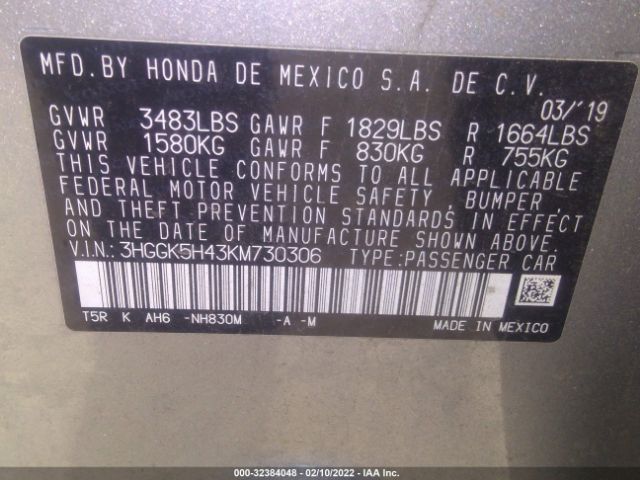 MFD. BY HONDA DE MEXICO S.A. DE C.V.
03/'19
GVWR 3483LBS GAWR F 1829LBS R 1664LBS
GVWR 1580KG GAWR F 830KG R 755KG
THIS VEHICLE CONFORMS TO ALL APPLICABLE
FEDERAL MOTOR VEHICLE SAFETY, BUMPER,
AND THEFT PREVENTION STANDARDS IN EFFECT
ON THE DATE OF MANUFACTURE SHOWN ABOVE.
V.I.N.: 3HGGK5H43KM730306 TYPE: PASSENGER CAR
T5R K AH6 -NH830M -A -M MADE IN MEXICO
000-32384048 - 02/10/2022 - IAA Inc.